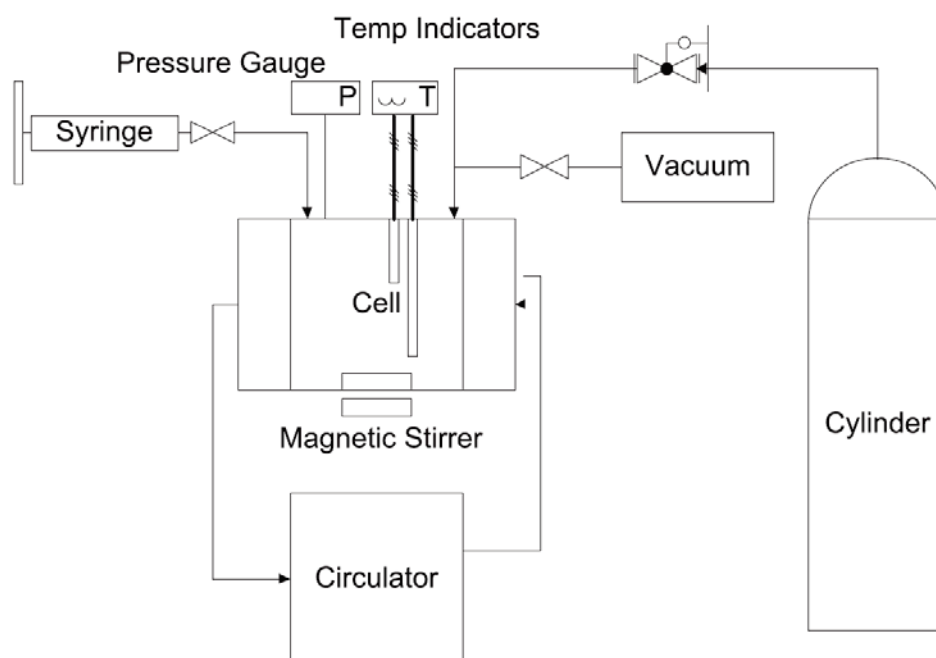 Temp Indicators
Pressure Gauge
P
T
Syringe
Vacuum
Cell
Magnetic Stirrer
Cylinder
Circulator